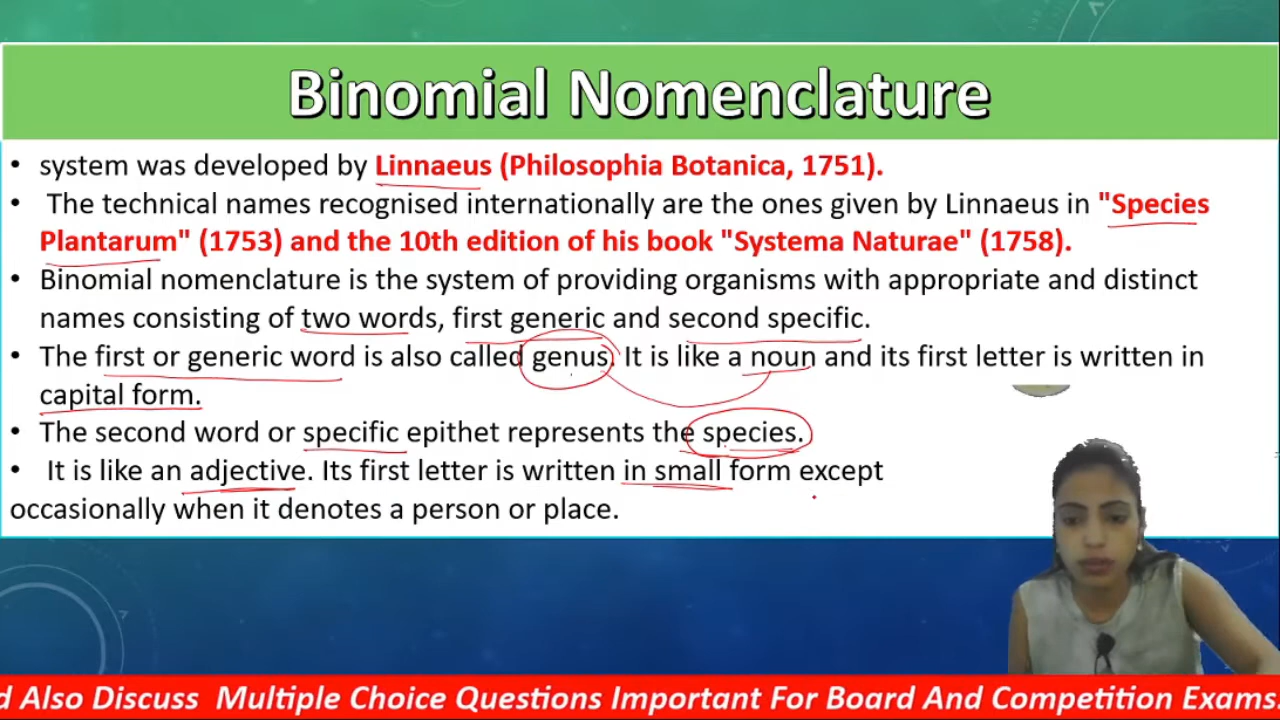 Binomial Nomenclature
• system was developed by Linnaeus (Philosophia Botanica, 1751).
• The technical names recognised internationally are the ones given by Linnaeus in "Species
Plantarum" (1753) and the 10th edition of his book "Systema Naturae" (1758).
• Binomial nomenclature is the system of providing organisms with appropriate and distinct
names consisting of two words, first generic and second specific.
• The first or generic word is also called genus. It is like a noun and its first letter is written in
capital form.
• The second word or specific epithet represents the species.
• It is like an adjective. Its first letter is written in small form except
occasionally when it denotes a person or place.
d Also Discuss Multiple Choice Questions Important For Board And Competition Exams.